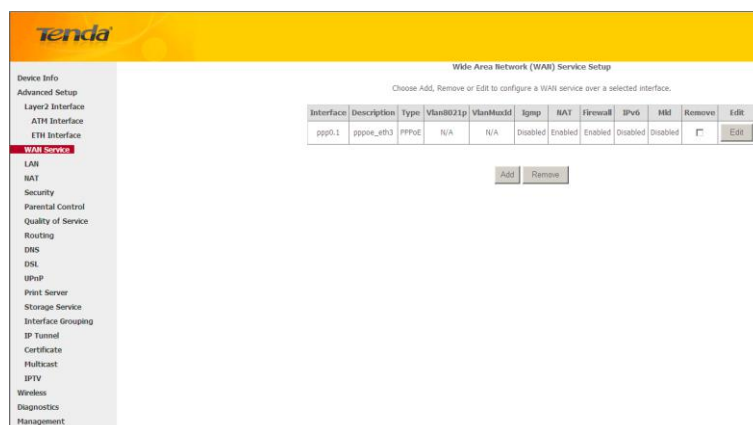 Tenda
Device Info
Advanced Setup
Layer2 Interface
ATM Interface
ETH Interface
WAN Service
LAN
NAT
Security
Parental Control
Quality of Service
Routing
DNS
DSL
UPnP
Print Server
Storage Service
Interface Grouping
IP Tunnel
Certificate
Multicast
IPTV
Wireless
Diagnostics
Management
Wide Area Network (WAN) Service Setup
Choose Add, Remove or Edit to configure a WAN service over a selected interface.
Interface Description Type Vlan8021p VlanMuxId Igmp NAT Firewall IPv6 Mld Remove Edit
ppp0.1 pppoe_eth3 PPPoE N/A N/A Disabled Enabled Enabled Disabled Disabled Edit
Add Remove